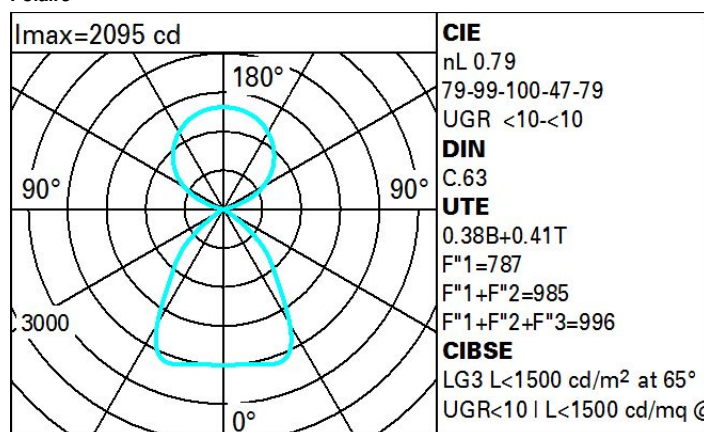 Imax=2095 cd
180°
90°
90°
3000
0°
CIE
nL 0.79
79-99-100-47-79
UGR <10-<10
DIN
C.63
UTE
0.38B+0.41T
F"1=787
F"1+F"2=985
F"1+F"2+F"3=996
CIBSE
LG3 L<1500 cd/m² at 65°
UGR<10 | L<1500 cd/mq @